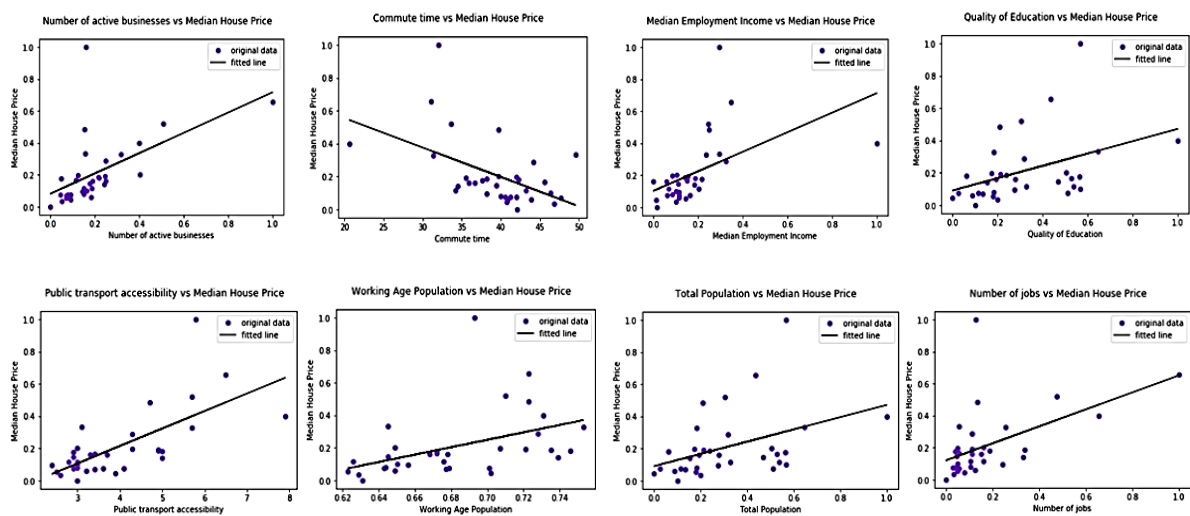 Number of active businesses vs Median House Price
Commute time vs Median House Price
Median Employment Income vs Median House Price
Quality of Education vs Median House Price
1.0
0.8
0.6
0.4
0.2
0.0
Median House Price
original data
fitted line
0.0 0.2 0.4 0.6 0.8 1.0
Number of active businesses
1.0
0.8
0.6
0.4
0.2
0.0
Median House Price
original data
fitted line
20 25 30 35 40 45 50
Commute time
1.0
0.8
0.6
0.4
0.2
0.0
Median House Price
original data
fitted line
0.0 0.2 0.4 0.6 0.8 1.0
Median Employment Income
1.0
0.8
0.6
0.4
0.2
0.0
Median House Price
original data
fitted line
0.0 0.2 0.4 0.6 0.8 1.0
Quality of Education
Public transport accessibility vs Median House Price
Working Age Population vs Median House Price
Total Population vs Median House Price
Number of jobs vs Median House Price
1.0
0.8
0.6
0.4
0.2
0.0
Median House Price
original data
fitted line
3 4 5 6 7 8
Public transport accessibility
1.0
0.8
0.6
0.4
0.2
0.0
Median House Price
original data
fitted line
0.62 0.64 0.66 0.68 0.70 0.72 0.74
Working Age Population
1.0
0.8
0.6
0.4
0.2
0.0
Median House Price
original data
fitted line
0.0 0.2 0.4 0.6 0.8 1.0
Total Population
1.0
0.8
0.6
0.4
0.2
0.0
Median House Price
original data
fitted line
0.0 0.2 0.4 0.6 0.8 1.0
Number of jobs